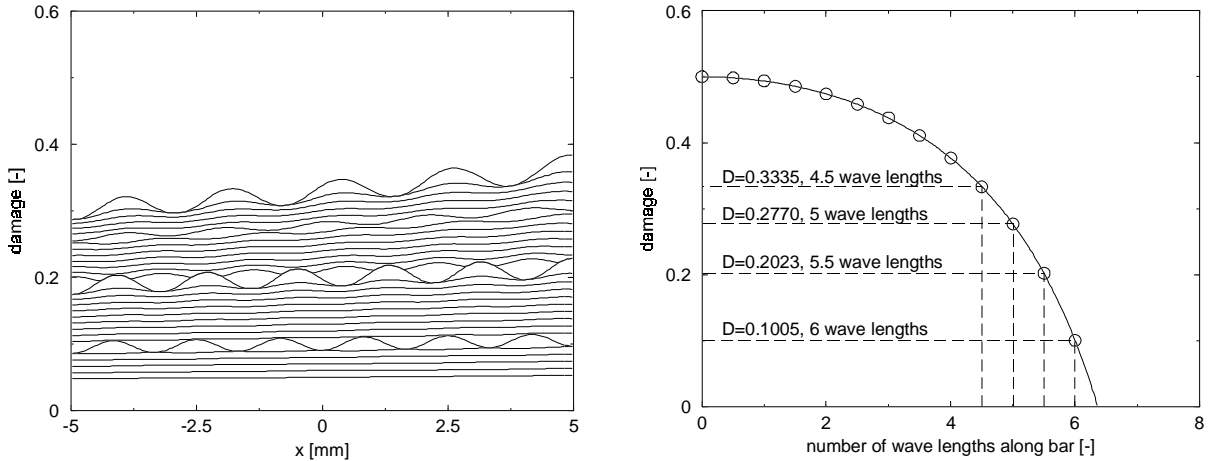 0.6
0.4
0.2
0
damage [-]
-5
-2.5
0
2.5
5
x [mm]
0.6
0.4
0.2
0
damage [-]
D=0.3335, 4.5 wave lengths
D=0.2770, 5 wave lengths
D=0.2023, 5.5 wave lengths
D=0.1005, 6 wave lengths
0
2
4
6
8
number of wave lengths along bar [-]